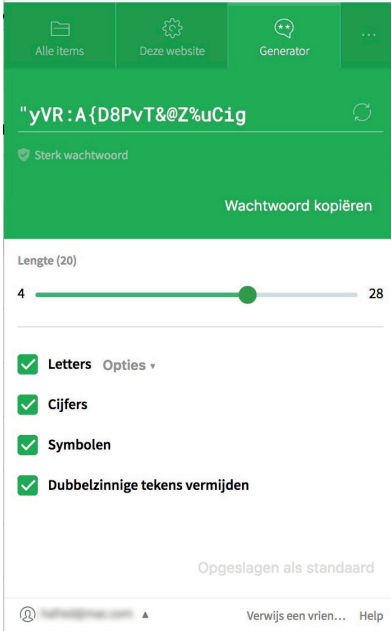 Alle items
Deze website
Generator
...
"yVR:A{D8PvT&@Z%uCig
Sterk wachtwoord
Wachtwoord kopiëren
Lengte (20)
4
28
Letters Opties
Cijfers
Symbolen
Dubbelzinnige tekens vermijden
Opgeslagen als standaard
Verwijs een vrien... Help